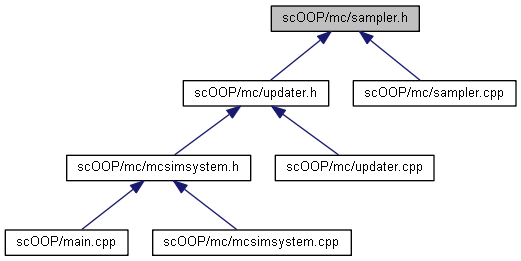 scOOP/mc/sampler.h
scOOP/mc/updater.h
scOOP/mc/sampler.cpp
scOOP/mc/mcsimsystem.h
scOOP/mc/updater.cpp
scOOP/main.cpp
scOOP/mc/mcsimsystem.cpp